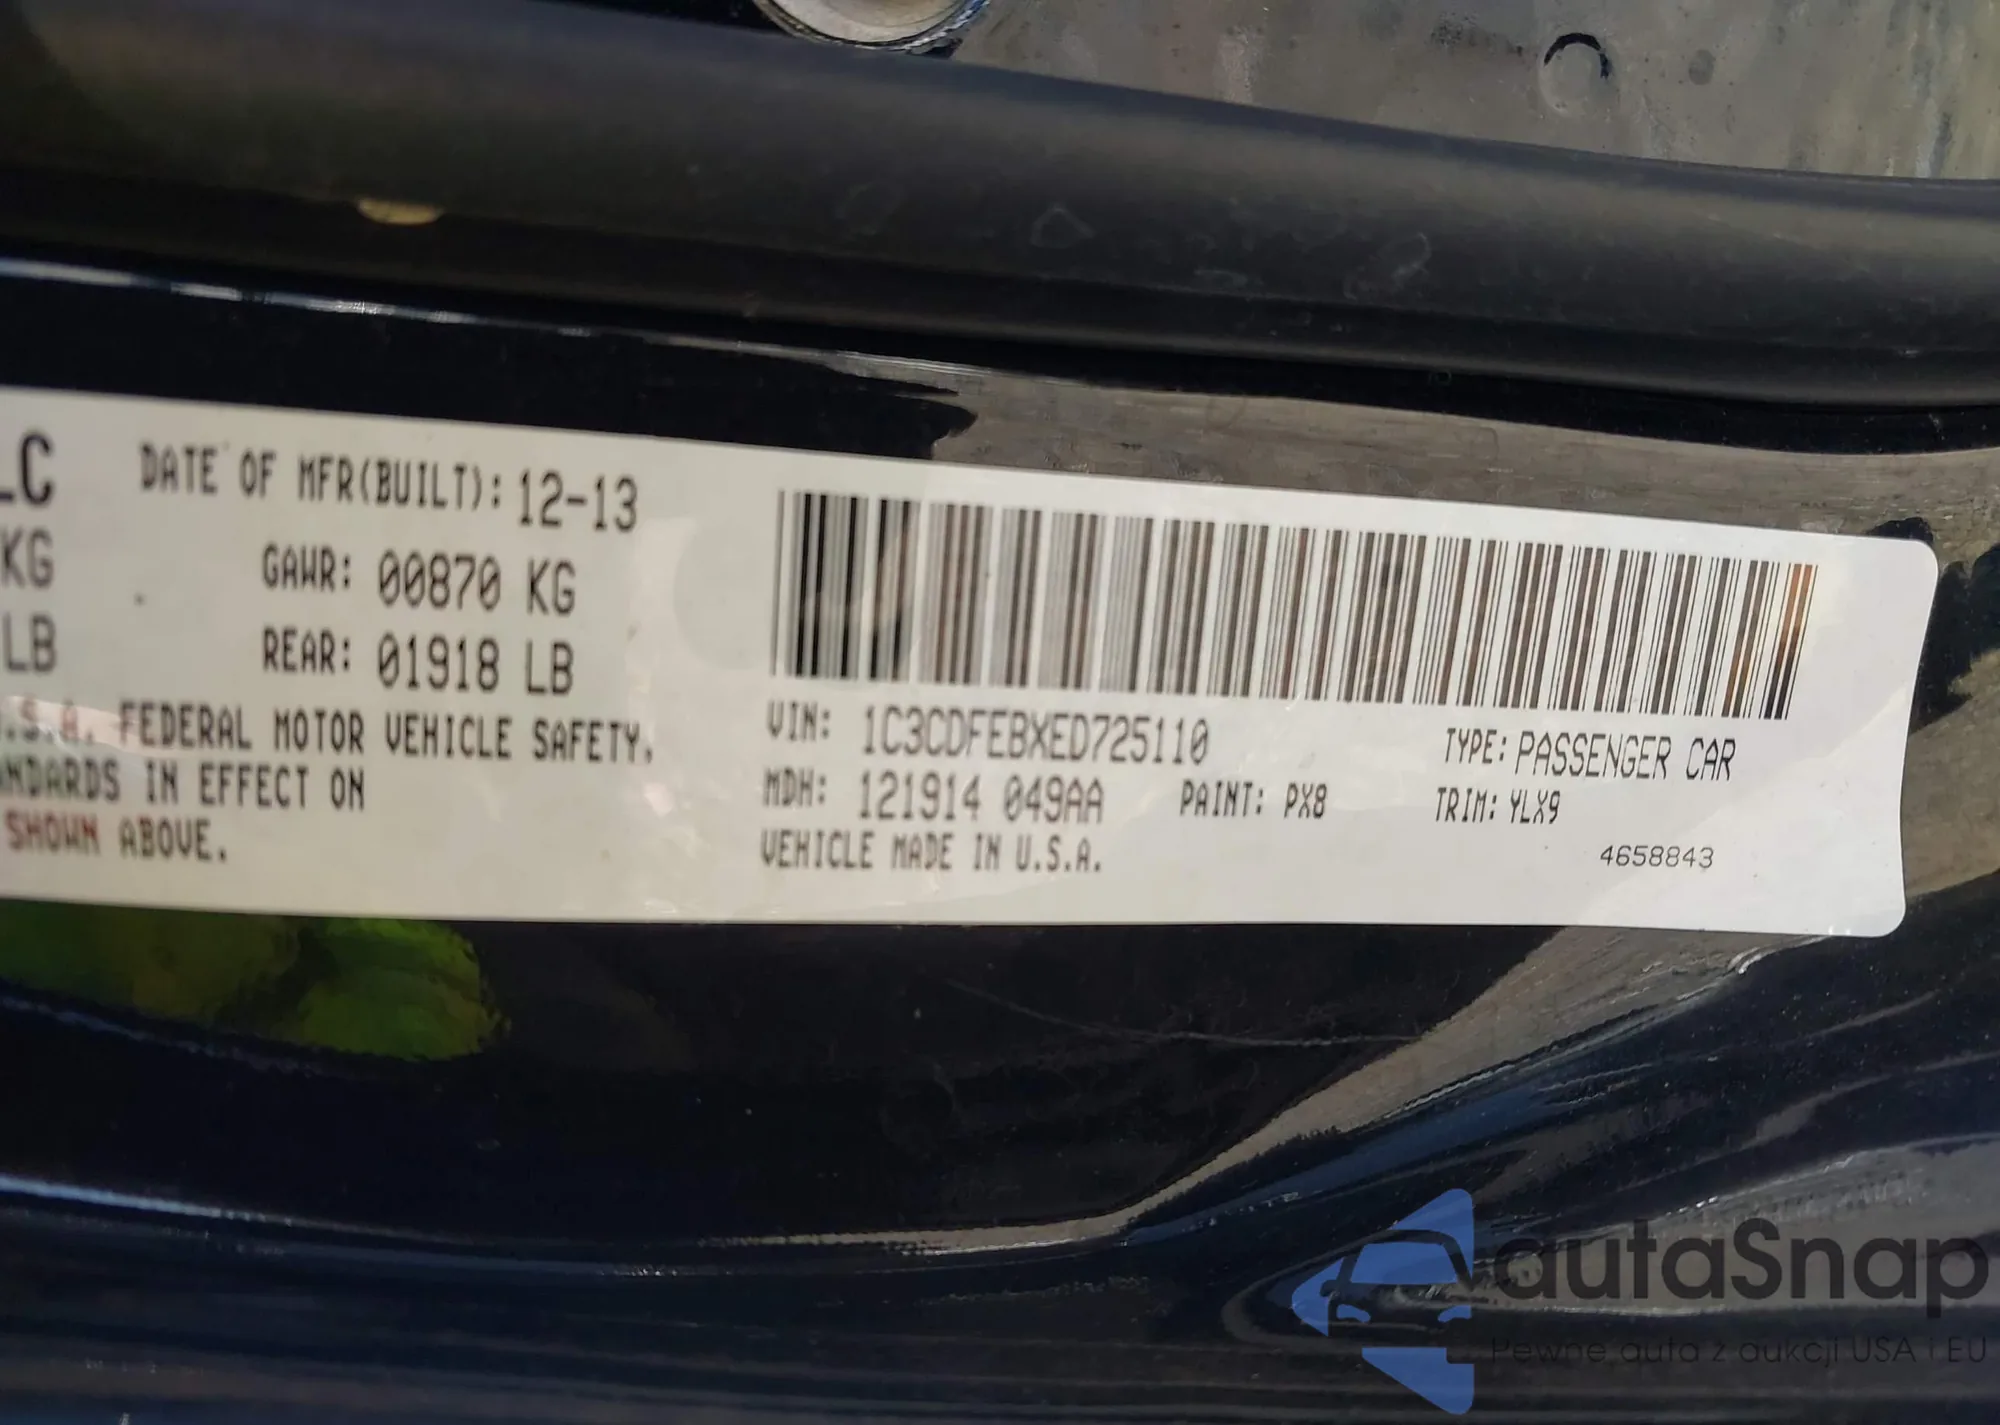 LC DATE OF MFR(BUILT): 12-13
KG GAWR: 00870 KG
LB REAR: 01918 LB
U.S.A. FEDERAL MOTOR VEHICLE SAFETY.
ANDARDS IN EFFECT ON
SHOWN ABOVE.
VIN: 1C3CDFEBXED725110 TYPE: PASSENGER CAR
MDH: 121914 049AA PAINT: PX8 TRIM: YLX9
VEHICLE MADE IN U.S.A.
4658843
autaSnap
Pewne auta z aukcji USA i EU